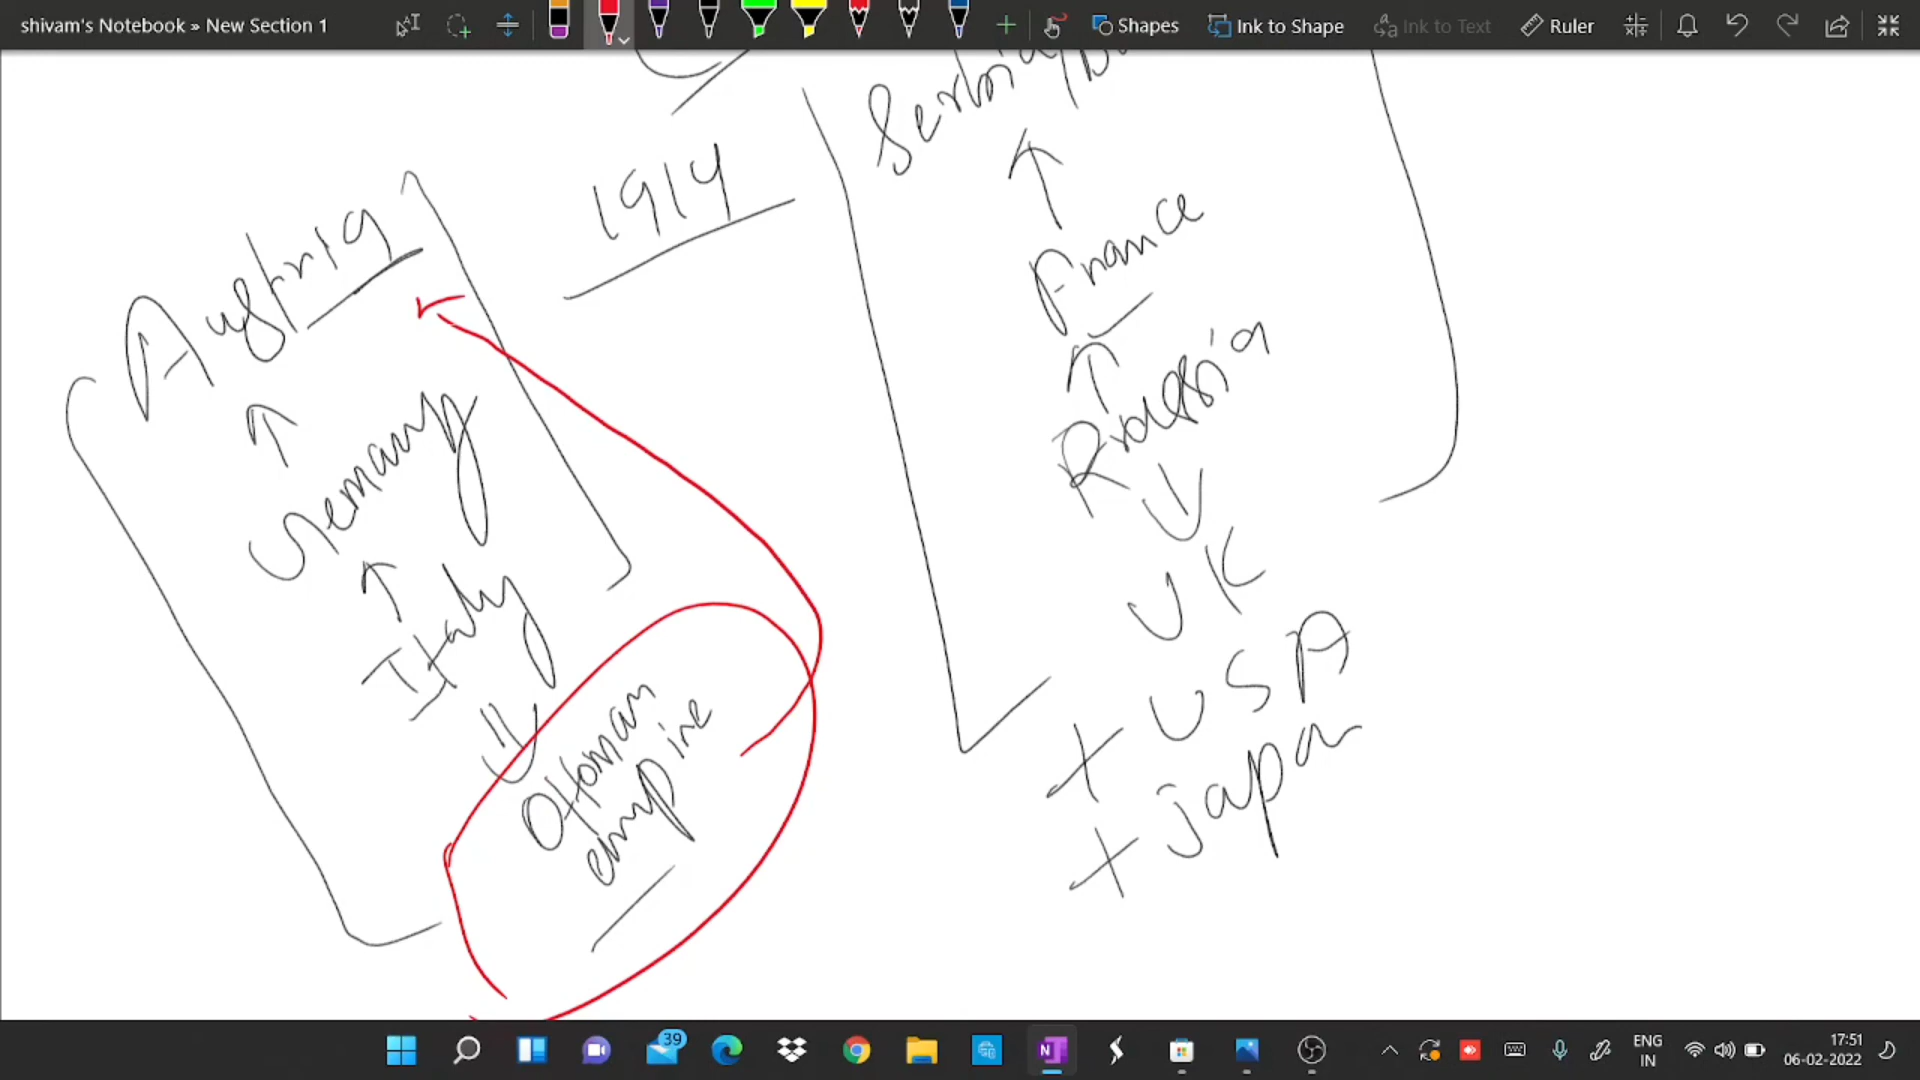 shivam's Notebook » New Section 1
Shapes
Ink to Shape
Ink to Text
Ruler
1914
Austria
Germany
Italy
Ottoman
empire
France
Russia
UK
+ USA
+ Japan
39
ENG
IN
17:51
06-02-2022